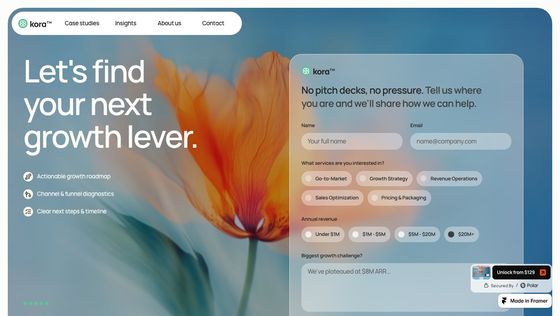 kora™
Case studies
Insights
About us
Contact
Let's find
your next
growth lever.
Actionable growth roadmap
Channel & funnel diagnostics
Clear next steps & timeline
kora™
No pitch decks, no pressure. Tell us where
you are and we'll share how we can help.
Name
Email
Your full name
name@company.com
What services are you interested in?
Go-to-Market
Growth Strategy
Revenue Operations
Sales Optimization
Pricing & Packaging
Annual revenue
Under $1M
$1M - $5M
$5M - $20M
$20M+
Biggest growth challenge?
We've plateaued at $8M ARR...
Unlock from $129
Secured By / Polar
Made in Framer